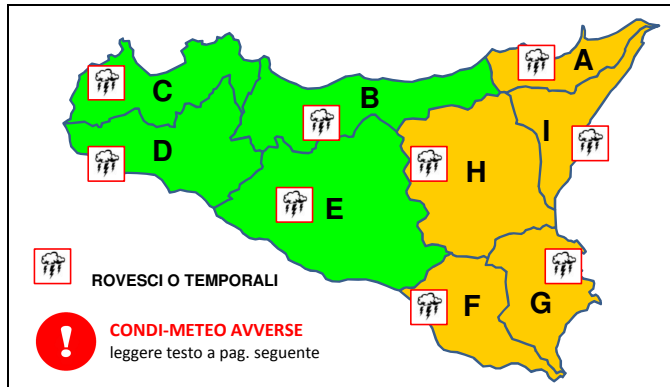 A
C
B
I
D
H
E
F
G
ROVESCI O TEMPORALI
!
CONDI-METEO AVVERSE
leggere testo a pag. seguente